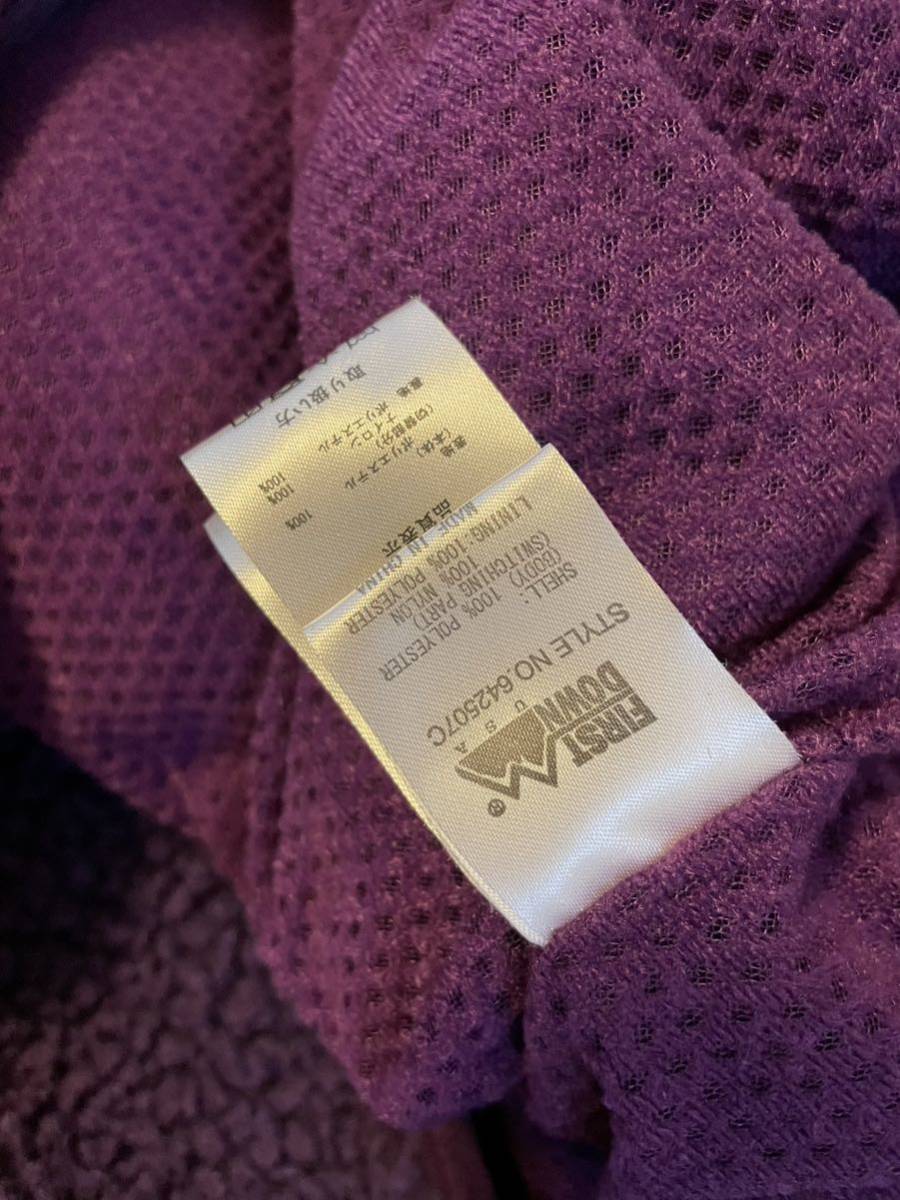 FIRST
DOWN
U S A
®
STYLE NO.642507C
SHELL: 100% POLYESTER
(BODY)
(SWITCHING PART)
100% NYLON
LINING:100% POLYESTER
MADE IN CHINA
品質表示
表地
(本体) ポリエステル 100%
(切替部分)
ナイロン 100%
裏地 ポリエステル 100%
取り扱い方